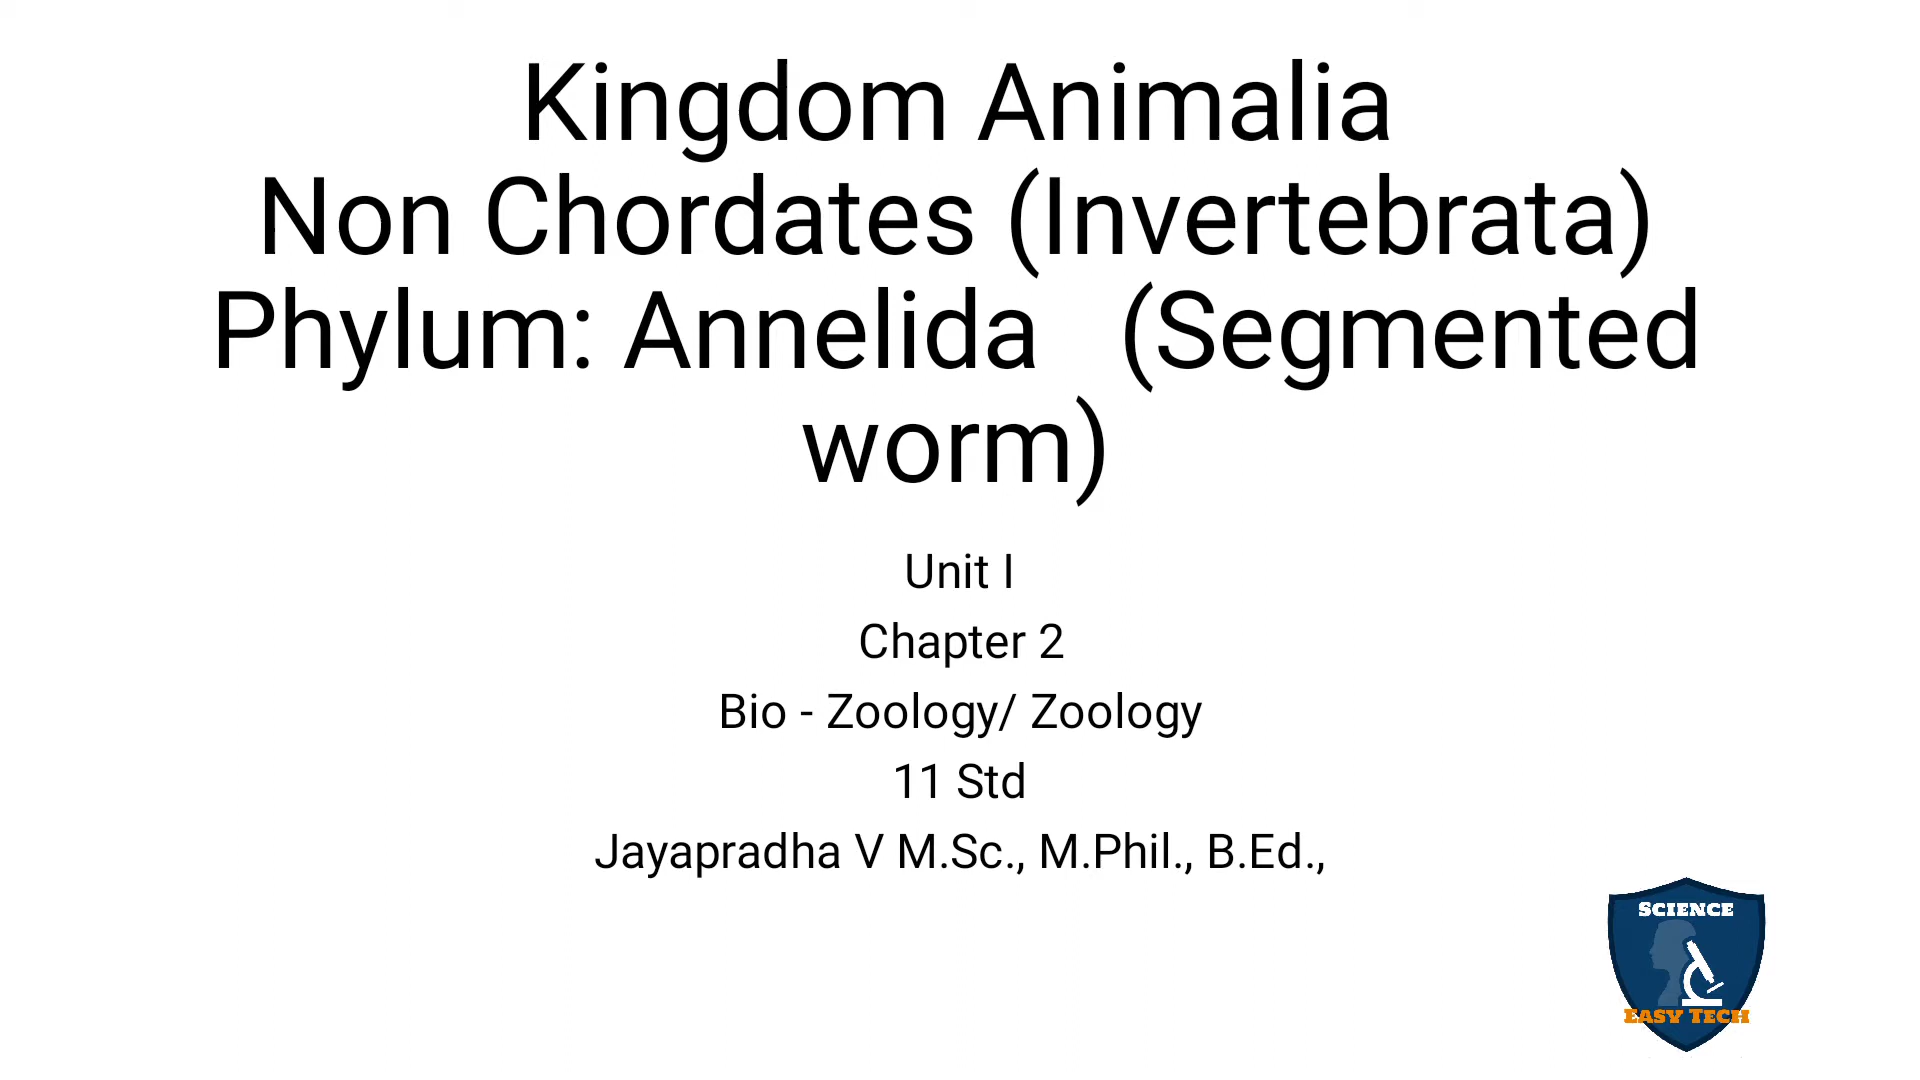 Kingdom Animalia
Non Chordates (Invertebrata)
Phylum: Annelida (Segmented
worm)
Unit I
Chapter 2
Bio - Zoology/ Zoology
11 Std
Jayapradha V M.Sc., M.Phil., B.Ed.,
SCIENCE
EASY TECH